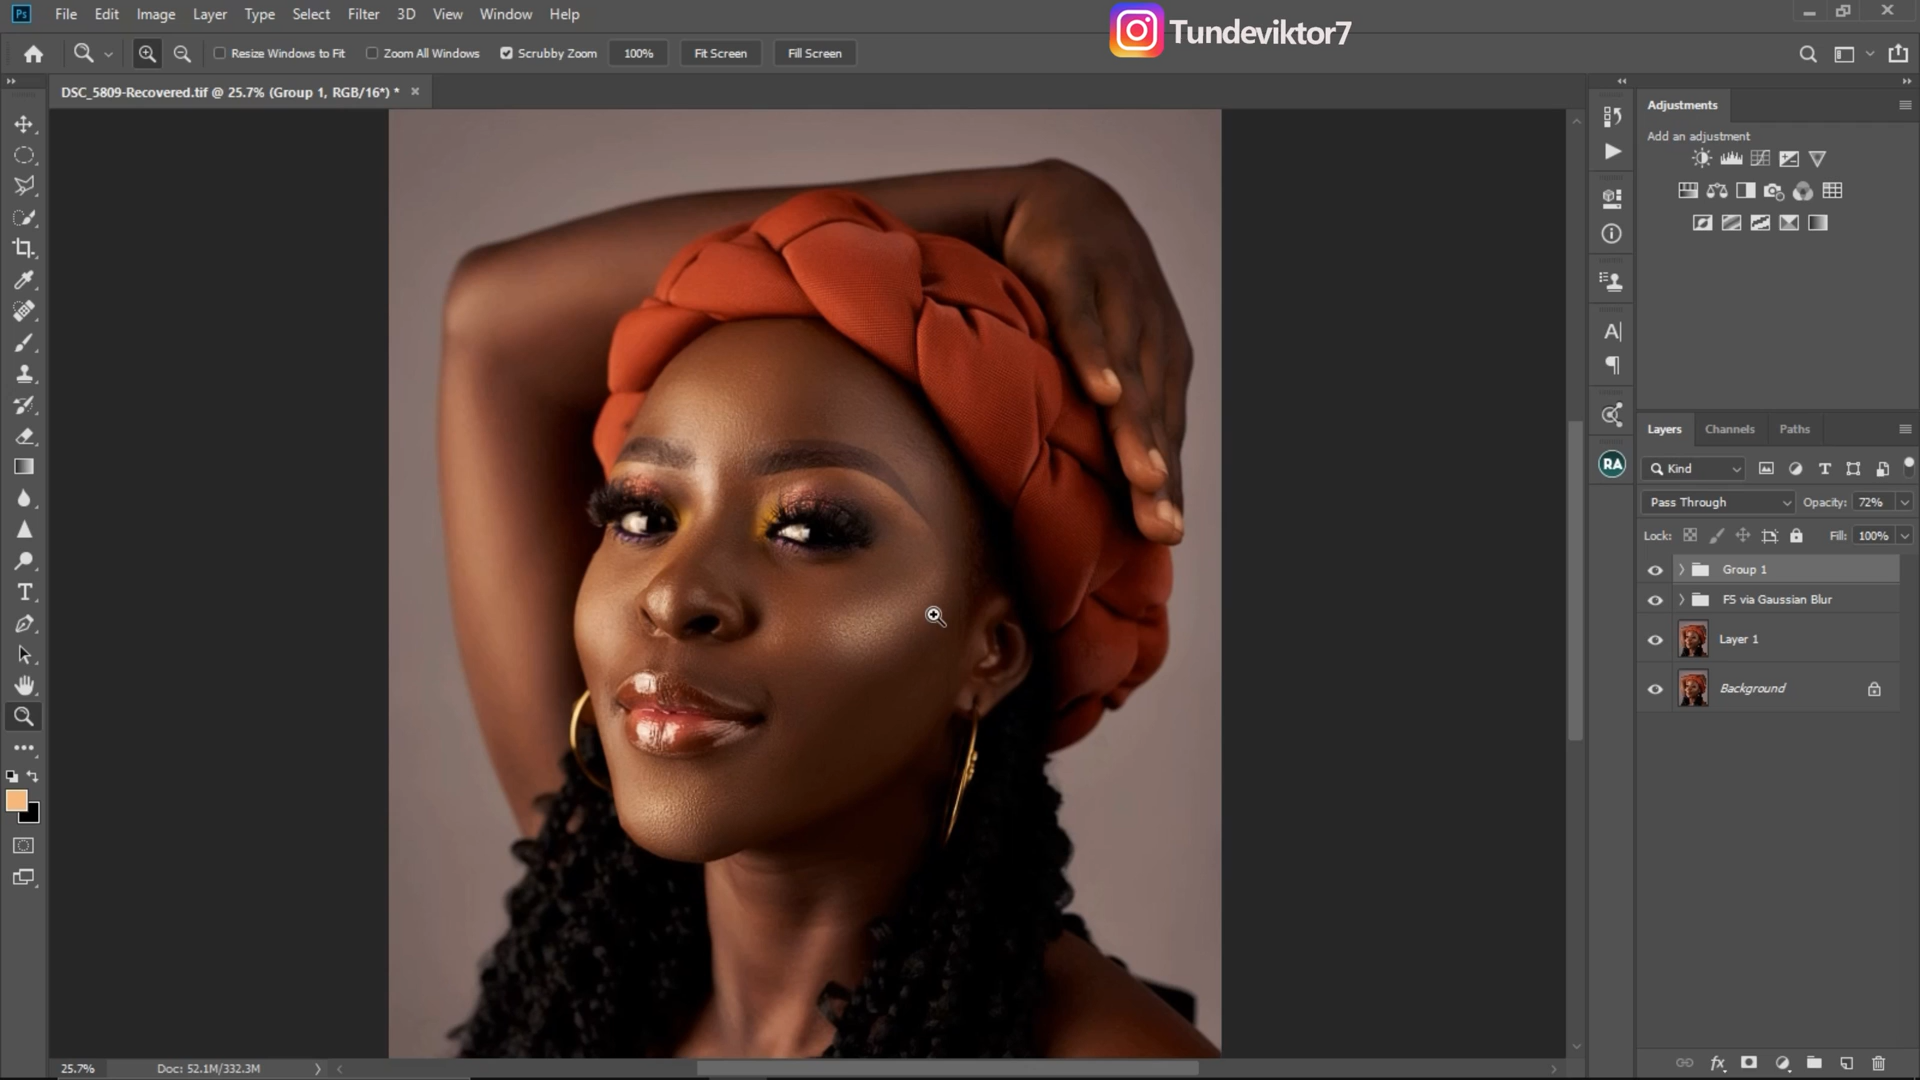 Ps File Edit Image Layer Type Select Filter 3D View Window Help
Tundeviktor7
Resize Windows to Fit Zoom All Windows Scrubby Zoom 100% Fit Screen Fill Screen
DSC_5809-Recovered.tif @ 25.7% (Group 1, RGB/16*) *
Adjustments
Add an adjustment
Layers Channels Paths
Kind
Pass Through Opacity: 72%
Lock: Fill: 100%
Group 1
FS via Gaussian Blur
Layer 1
Background
RA
25.7% Doc: 52.1M/332.3M